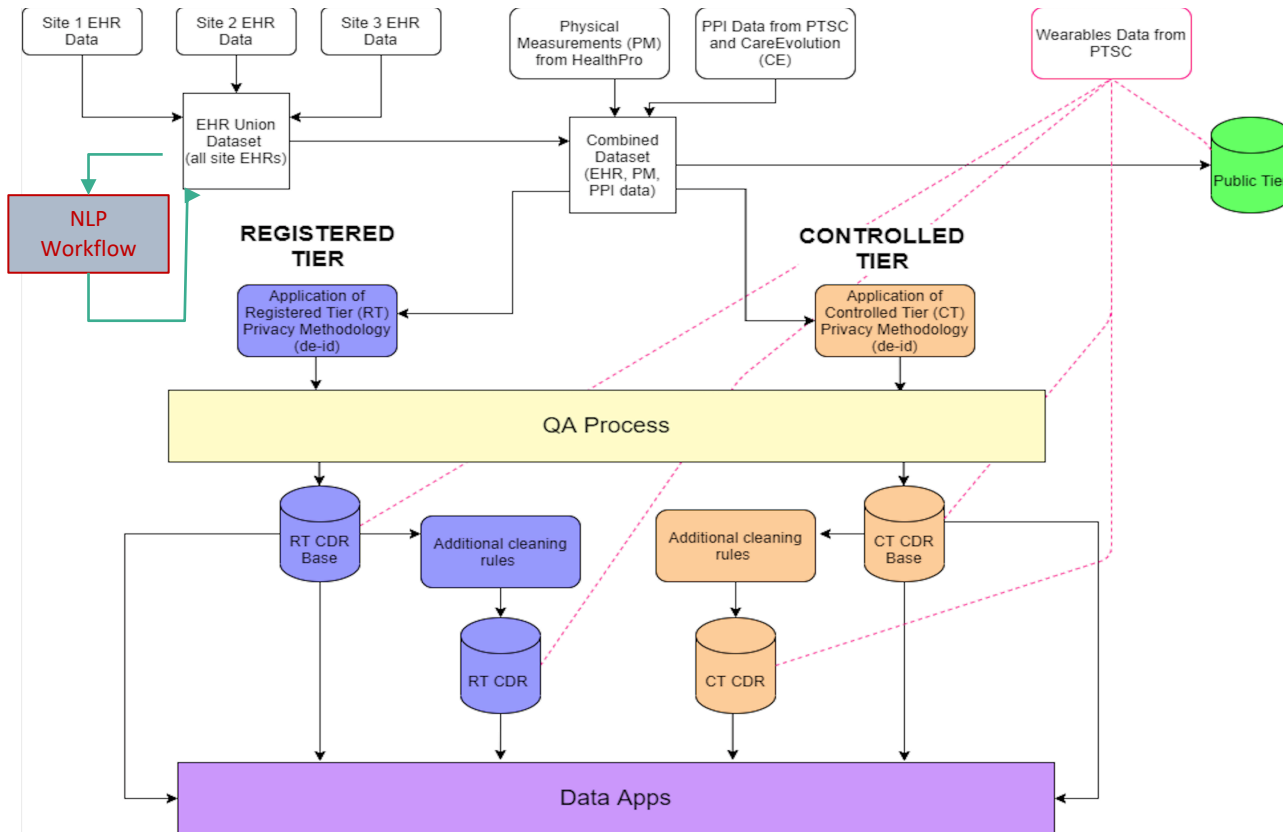 Site 1 EHR
Data
Site 2 EHR
Data
Site 3 EHR
Data
Physical
Measurements (PM)
from HealthPro
PPI Data from PTSC
and CareEvolution
(CE)
Wearables Data from
PTSC
EHR Union
Dataset
(all site EHRs)
Combined
Dataset
(EHR, PM,
PPI data)
Public Tie
NLP
Workflow
REGISTERED
TIER
CONTROLLED
TIER
Application of
Registered Tier (RT)
Privacy Methodology
(de-id)
Application of
Controlled Tier (CT)
Privacy Methodology
(de-id)
QA Process
RT CDR
Base
Additional cleaning
rules
Additional cleaning
rules
CT CDR
Base
RT CDR
CT CDR
Data Apps